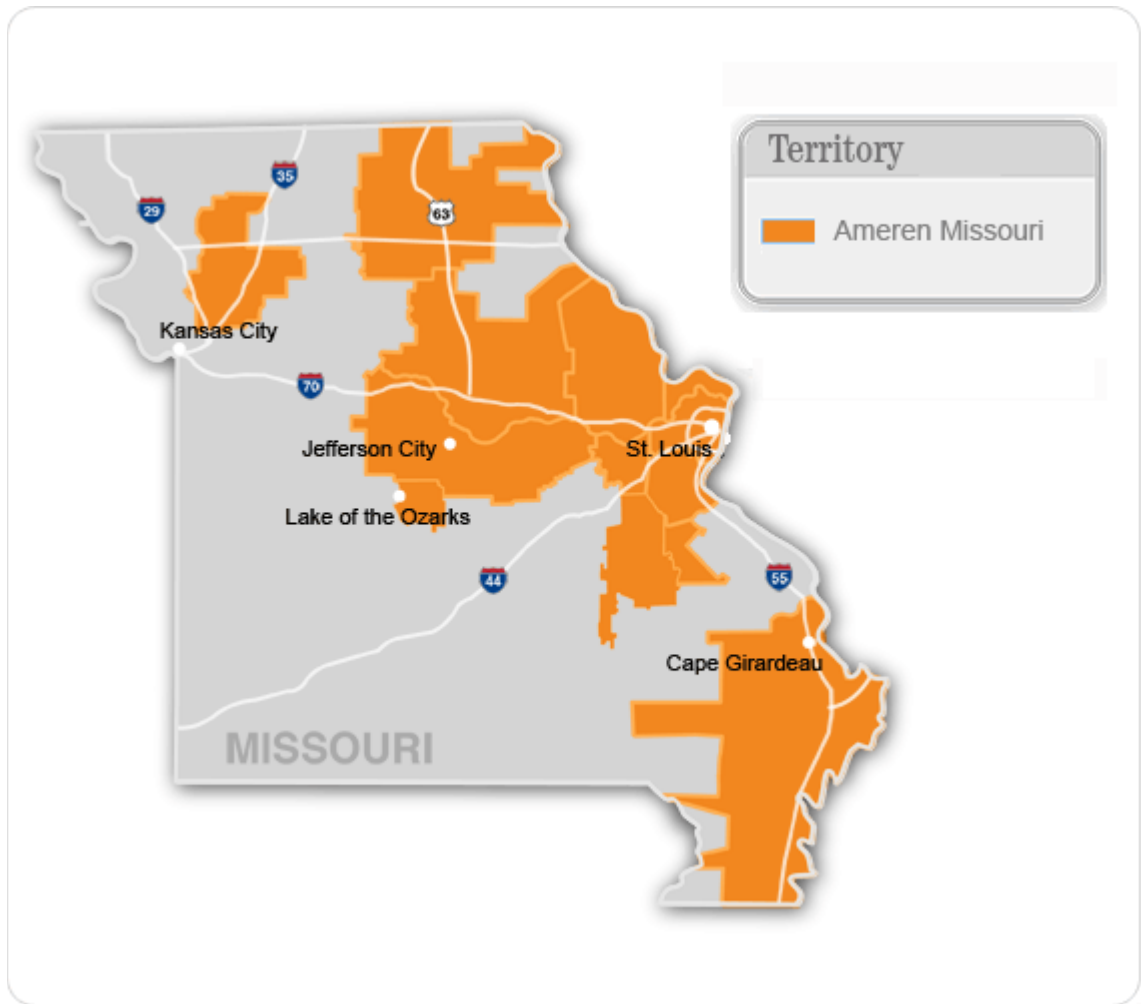 Territory
Ameren Missouri
35
29
63
Kansas City
70
Jefferson City
St. Louis
Lake of the Ozarks
44
55
Cape Girardeau
MISSOURI